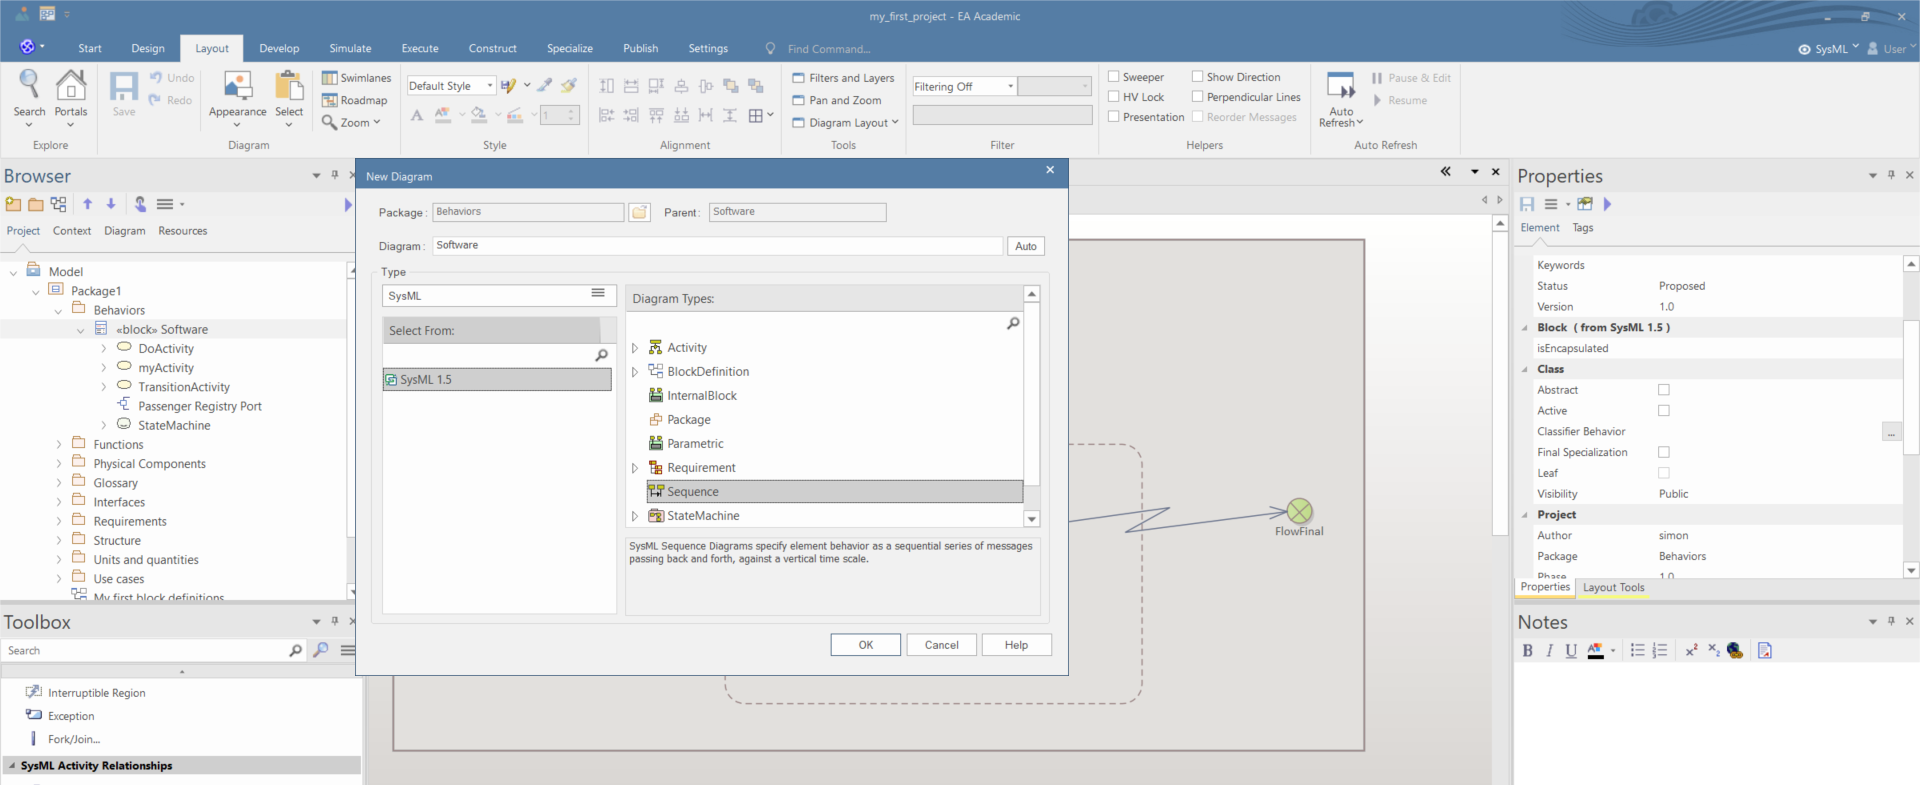 my_first_project - EA Academic
Start Design Layout Develop Simulate Execute Construct Specialize Publish Settings Find Command... SysML User
Search Portals Save Undo Redo Appearance Select Swimlanes Roadmap Zoom
Explore Diagram
Default Style
1
Style
Alignment
Filters and Layers
Pan and Zoom
Diagram Layout
Tools
Filtering Off
Filter
Sweeper Show Direction
HV Lock Perpendicular Lines
Presentation Reorder Messages
Helpers
Auto Refresh
Pause & Edit
Resume
Auto Refresh
Browser
Project Context Diagram Resources
Model
Package1
Behaviors
«block» Software
DoActivity
myActivity
TransitionActivity
Passenger Registry Port
StateMachine
Functions
Physical Components
Glossary
Interfaces
Requirements
Structure
Units and quantities
Use cases
My first block definitions
Toolbox
Search
Interruptible Region
Exception
Fork/Join...
SysML Activity Relationships
New Diagram
Package: Behaviors Parent: Software
Diagram: Software Auto
Type
SysML
Select From:
SysML 1.5
Diagram Types:
Activity
BlockDefinition
InternalBlock
Package
Parametric
Requirement
Sequence
StateMachine
SysML Sequence Diagrams specify element behavior as a sequential series of messages
passing back and forth, against a vertical time scale.
OK Cancel Help
FlowFinal
Properties
Element Tags
Keywords
Status Proposed
Version 1.0
Block ( from SysML 1.5 )
isEncapsulated
Class
Abstract
Active
Classifier Behavior ...
Final Specialization
Leaf
Visibility Public
Project
Author simon
Package Behaviors
Phase 1.0
Properties Layout Tools
Notes
B I U